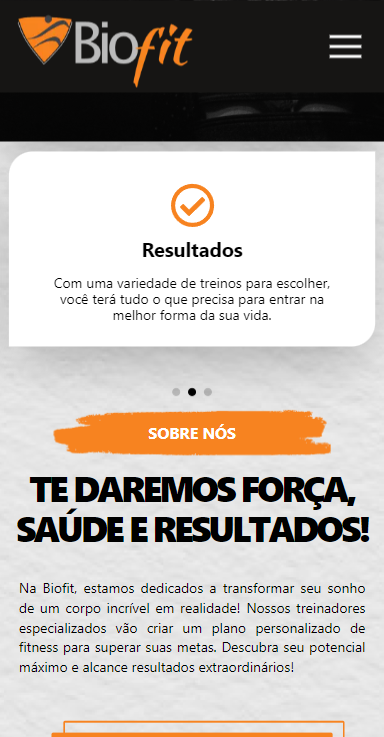 Biofit
Resultados
Com uma variedade de treinos para escolher,
você terá tudo o que precisa para entrar na
melhor forma da sua vida.
SOBRE NÓS
TE DAREMOS FORÇA,
SAÚDE E RESULTADOS!
Na Biofit, estamos dedicados a transformar seu sonho
de um corpo incrível em realidade! Nossos treinadores
especializados vão criar um plano personalizado de
fitness para superar suas metas. Descubra seu potencial
máximo e alcance resultados extraordinários!